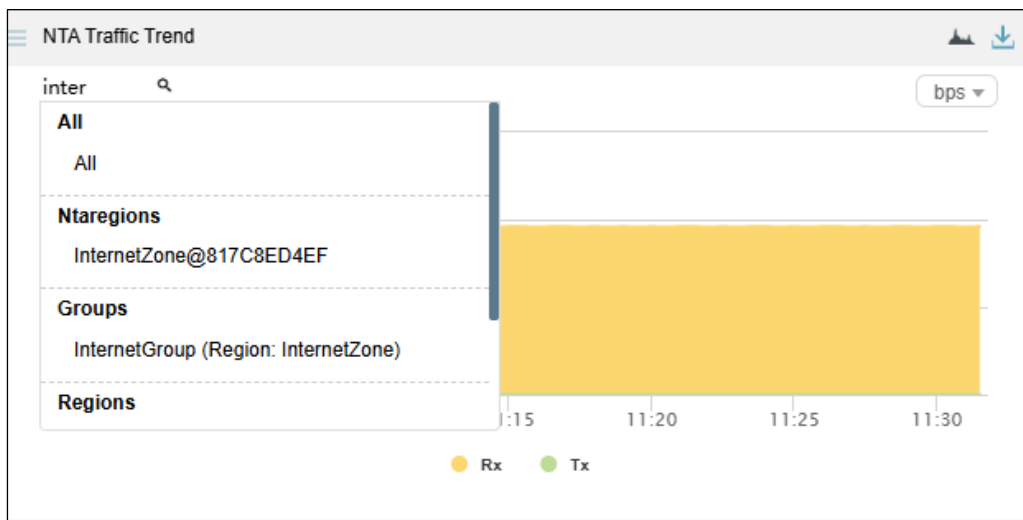 NTA Traffic Trend
inter
bps
All
All
Ntaregions
InternetZone@817C8ED4EF
Groups
InternetGroup (Region: InternetZone)
Regions
:15 11:20 11:25 11:30
Rx Tx